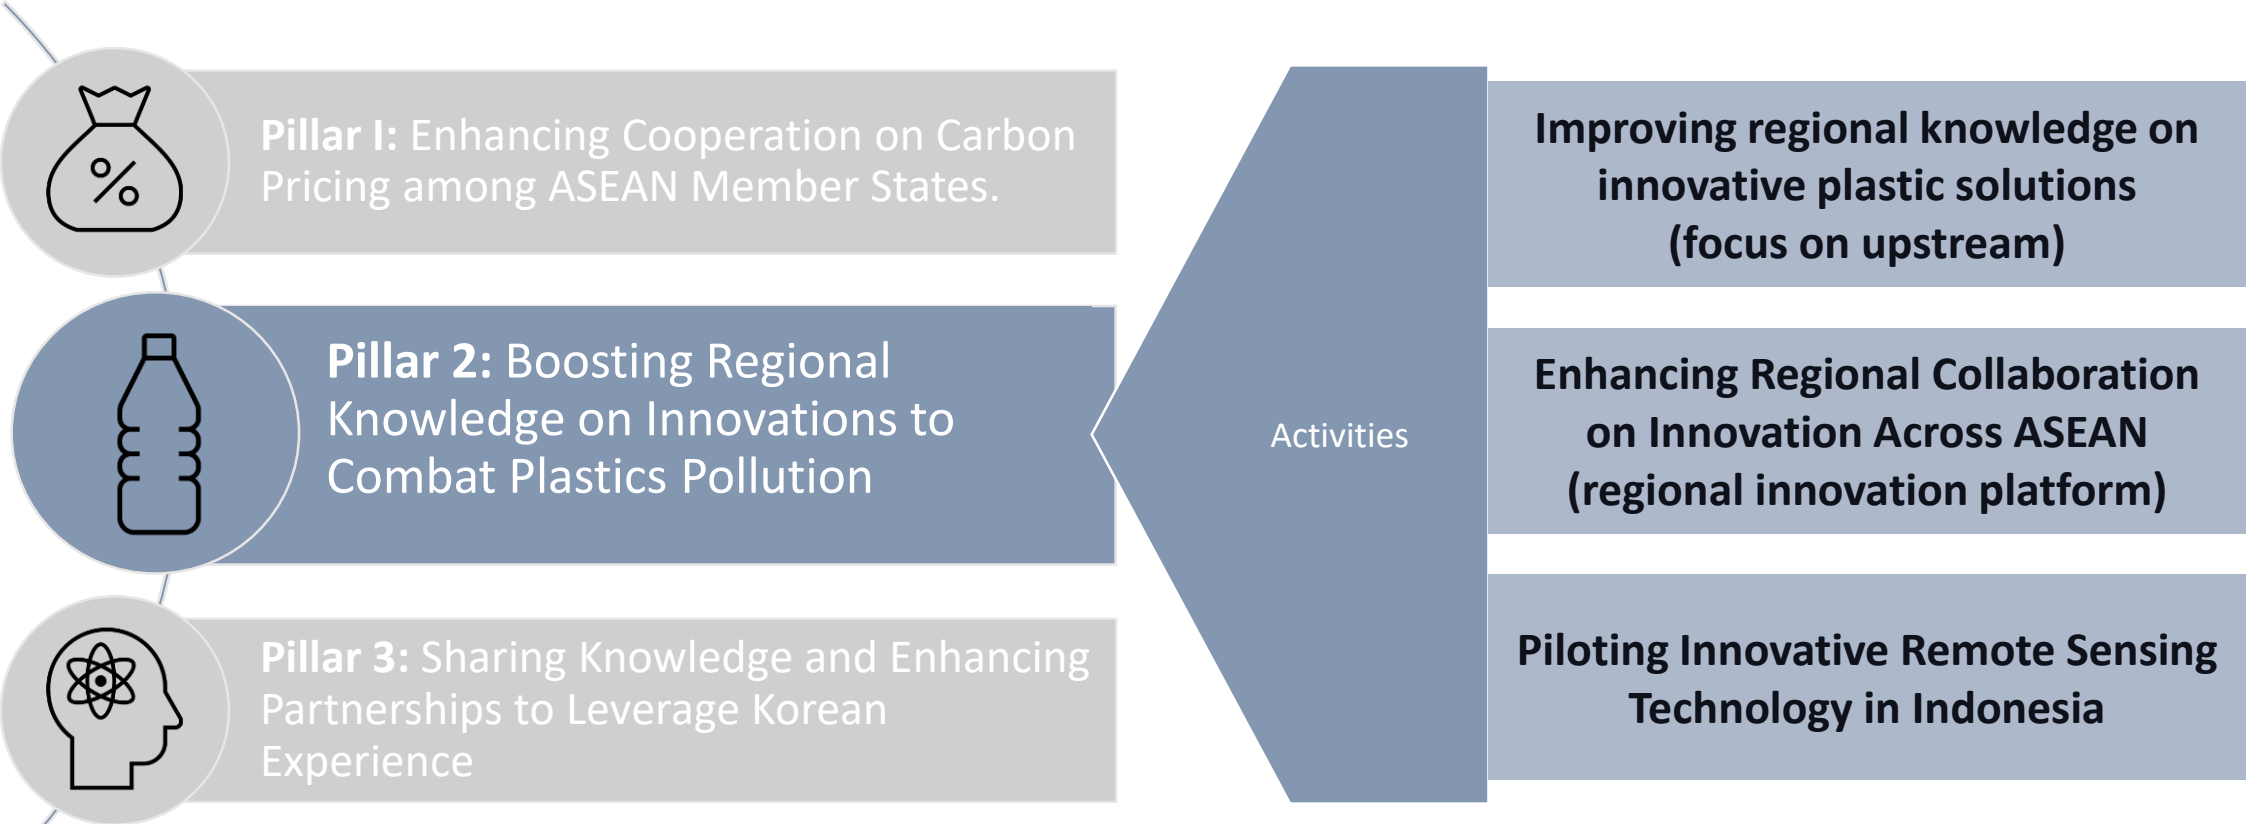 Pillar I: Enhancing Cooperation on Carbon
Pricing among ASEAN Member States.
Pillar 2: Boosting Regional
Knowledge on Innovations to
Combat Plastics Pollution
Pillar 3: Sharing Knowledge and Enhancing
Partnerships to Leverage Korean
Experience
Activities
Improving regional knowledge on
innovative plastic solutions
(focus on upstream)
Enhancing Regional Collaboration
on Innovation Across ASEAN
(regional innovation platform)
Piloting Innovative Remote Sensing
Technology in Indonesia